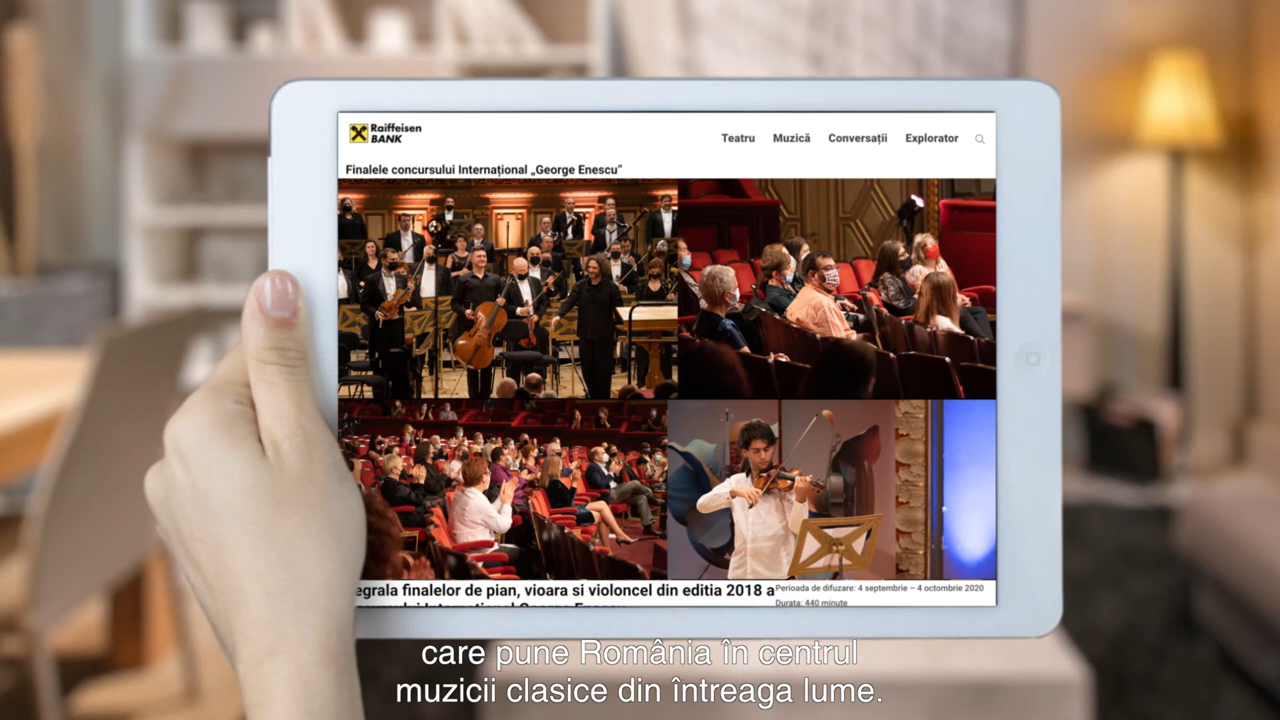 Raiffeisen
BANK
Teatru Muzică Conversații Explorator
Finalele concursului Internațional „George Enescu”
egrala finalelor de pian, vioara si violoncel din editia 2018 a
Perioada de difuzare: 4 septembrie – 4 octombrie 2020
Durata: 440 minute
care pune România în centrul
muzicii clasice din întreaga lume.